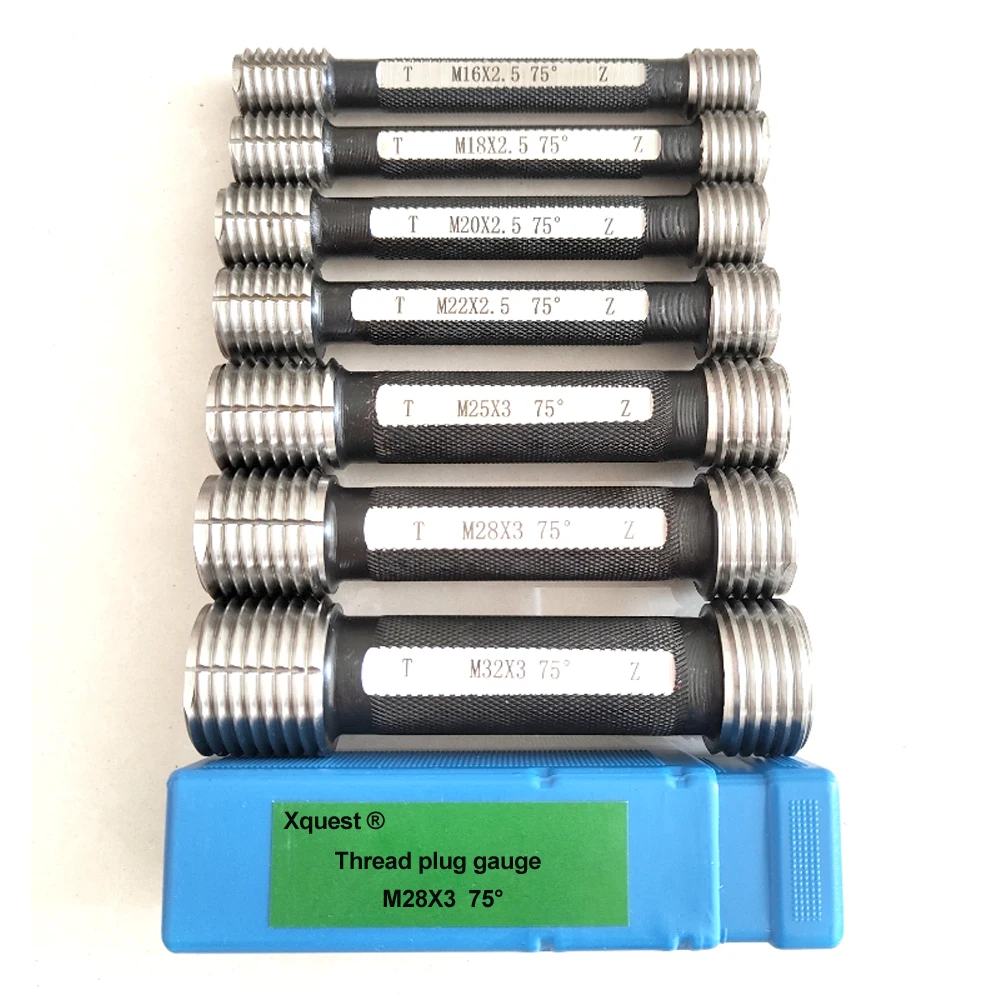 T M16X2.5 75° Z
T M18X2.5 75° Z
T M20X2.5 75° Z
T M22X2.5 75° Z
T M25X3 75° Z
T M28X3 75° Z
T M32X3 75° Z
Xquest ®
Thread plug gauge
M28X3 75°